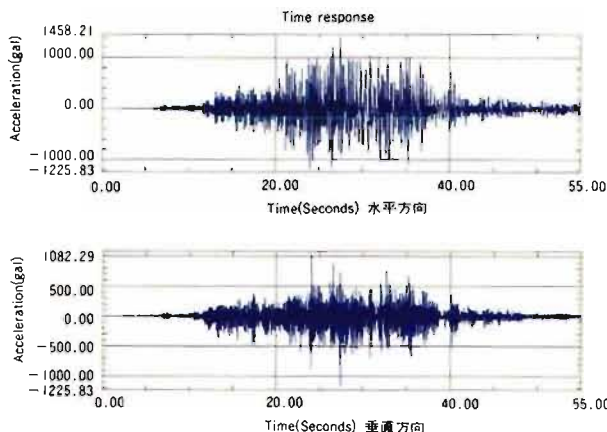 Time response
Acceleration(gal)
1458.21
1000.00
0.00
-1000.00
-1225.83
0.00 20.00 40.00 55.00
Time(Seconds) 水平方向
Acceleration(gal)
1082.29
500.00
0.00
-500.00
-1000.00
-1225.83
0.00 20.00 40.00 55.00
Time(Seconds) 垂直方向